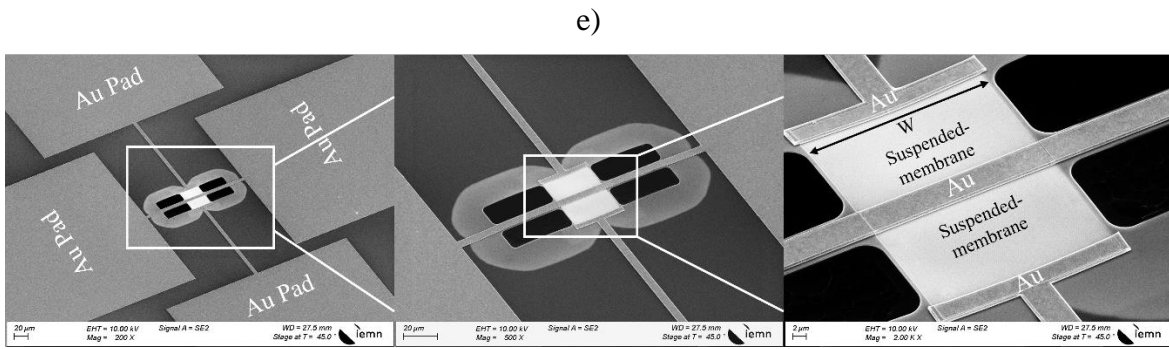 e)
Au Pad
Au Pad
Au Pad
Au Pad
20 µm
EHT = 10.00 kV
Signal A = SE2
WD = 27.5 mm
Mag = 200 X
Stage at T = 45.0 °
iemn
20 µm
EHT = 10.00 kV
Signal A = SE2
WD = 27.5 mm
Mag = 500 X
Stage at T = 45.0 °
iemn
Au
W
Suspended-
membrane
Au
Suspended-
membrane
Au
2 µm
EHT = 10.00 kV
Signal A = SE2
WD = 27.5 mm
Mag = 2.00 K X
Stage at T = 45.0 °
iemn